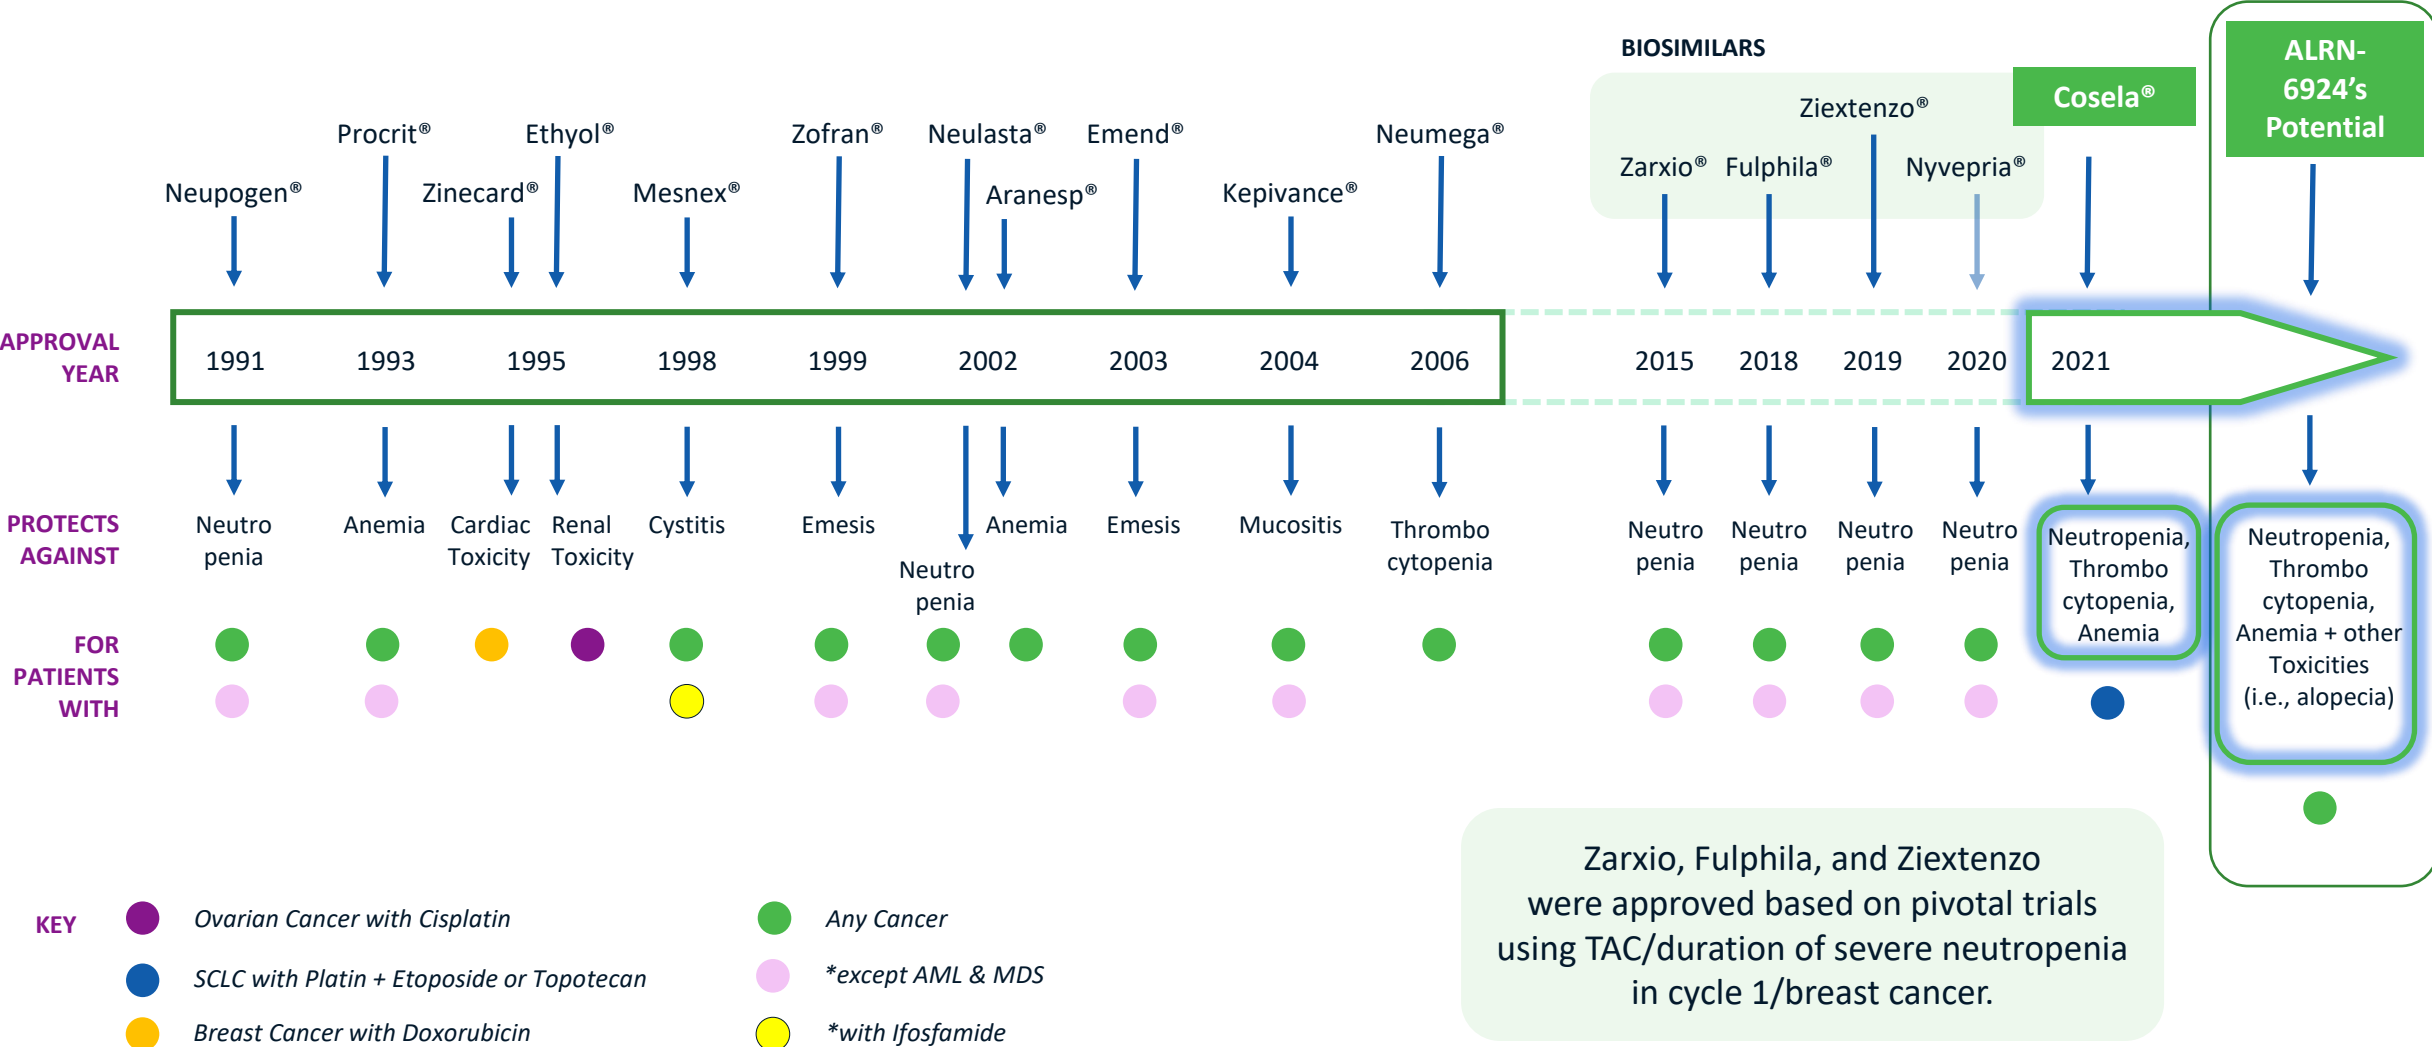 BIOSIMILARS
ALRN-
6924's
Potential
Cosela®
Ziextenzo®
Procrit®
Ethyol®
Zofran®
Neulasta®
Emend®
Neumega®
Zarxio®
Fulphila®
Nyvepria®
Neupogen®
Zinecard®
Mesnex®
Aranesp®
Kepivance®
APPROVAL
YEAR
1991
1993
1995
1998
1999
2002
2003
2004
2006
2015
2018
2019
2020
2021
PROTECTS
AGAINST
Neutro
penia
Anemia
Cardiac
Toxicity
Renal
Toxicity
Cystitis
Emesis
Neutro
penia
Anemia
Emesis
Mucositis
Thrombo
cytopenia
Neutro
penia
Neutro
penia
Neutro
penia
Neutro
penia
Neutropenia,
Thrombo
cytopenia,
Anemia
Neutropenia,
Thrombo
cytopenia,
Anemia + other
Toxicities
(i.e., alopecia)
FOR
PATIENTS
WITH
Zarxio, Fulphila, and Ziextenzo
were approved based on pivotal trials
using TAC/duration of severe neutropenia
in cycle 1/breast cancer.
KEY
Ovarian Cancer with Cisplatin
SCLC with Platin + Etoposide or Topotecan
Breast Cancer with Doxorubicin
Any Cancer
*except AML & MDS
*with Ifosfamide